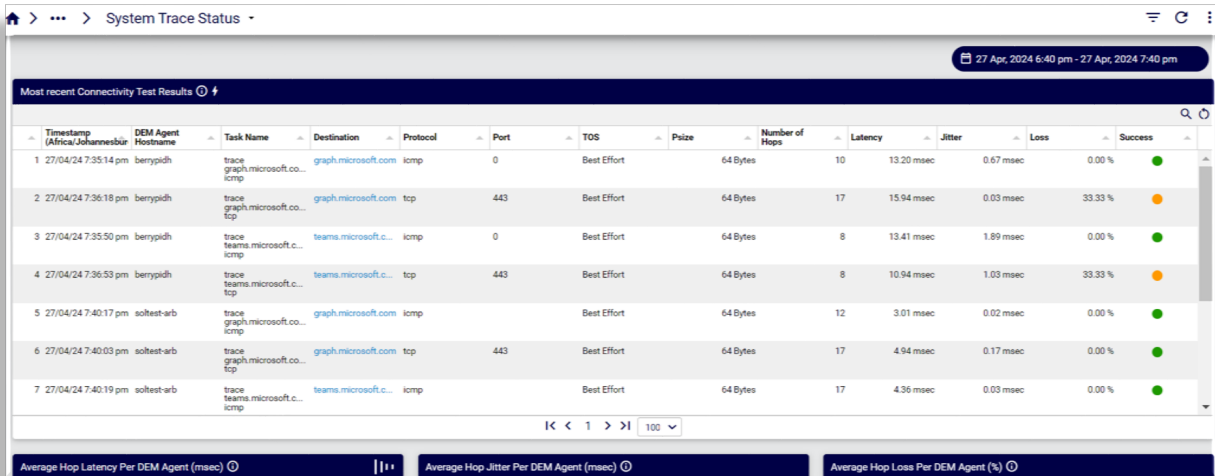 System Trace Status
27 Apr, 2024 6:40 pm - 27 Apr, 2024 7:40 pm
Most recent Connectivity Test Results
Timestamp (Africa/Johannesbur DEM Agent Hostname Task Name Destination Protocol Port TOS Psize Number of Hops Latency Jitter Loss Success
1 27/04/24 7:35:14 pm berrypidh trace graph.microsoft.co... icmp graph.microsoft.com icmp 0 Best Effort 64 Bytes 10 13.20 msec 0.67 msec 0.00 %
2 27/04/24 7:36:18 pm berrypidh trace graph.microsoft.co... tcp graph.microsoft.com tcp 443 Best Effort 64 Bytes 17 15.94 msec 0.03 msec 33.33 %
3 27/04/24 7:35:50 pm berrypidh trace teams.microsoft.c... icmp teams.microsoft.c... icmp 0 Best Effort 64 Bytes 8 13.41 msec 1.89 msec 0.00 %
4 27/04/24 7:36:53 pm berrypidh trace teams.microsoft.c... tcp teams.microsoft.c... tcp 443 Best Effort 64 Bytes 8 10.94 msec 1.03 msec 33.33 %
5 27/04/24 7:40:17 pm soltest-arb trace graph.microsoft.co... icmp graph.microsoft.com icmp Best Effort 64 Bytes 12 3.01 msec 0.02 msec 0.00 %
6 27/04/24 7:40:03 pm soltest-arb trace graph.microsoft.co... tcp graph.microsoft.com tcp 443 Best Effort 64 Bytes 17 4.94 msec 0.17 msec 0.00 %
7 27/04/24 7:40:19 pm soltest-arb trace teams.microsoft.c... icmp teams.microsoft.c... icmp Best Effort 64 Bytes 17 4.36 msec 0.03 msec 0.00 %
1 100
Average Hop Latency Per DEM Agent (msec) Average Hop Jitter Per DEM Agent (msec) Average Hop Loss Per DEM Agent (%)